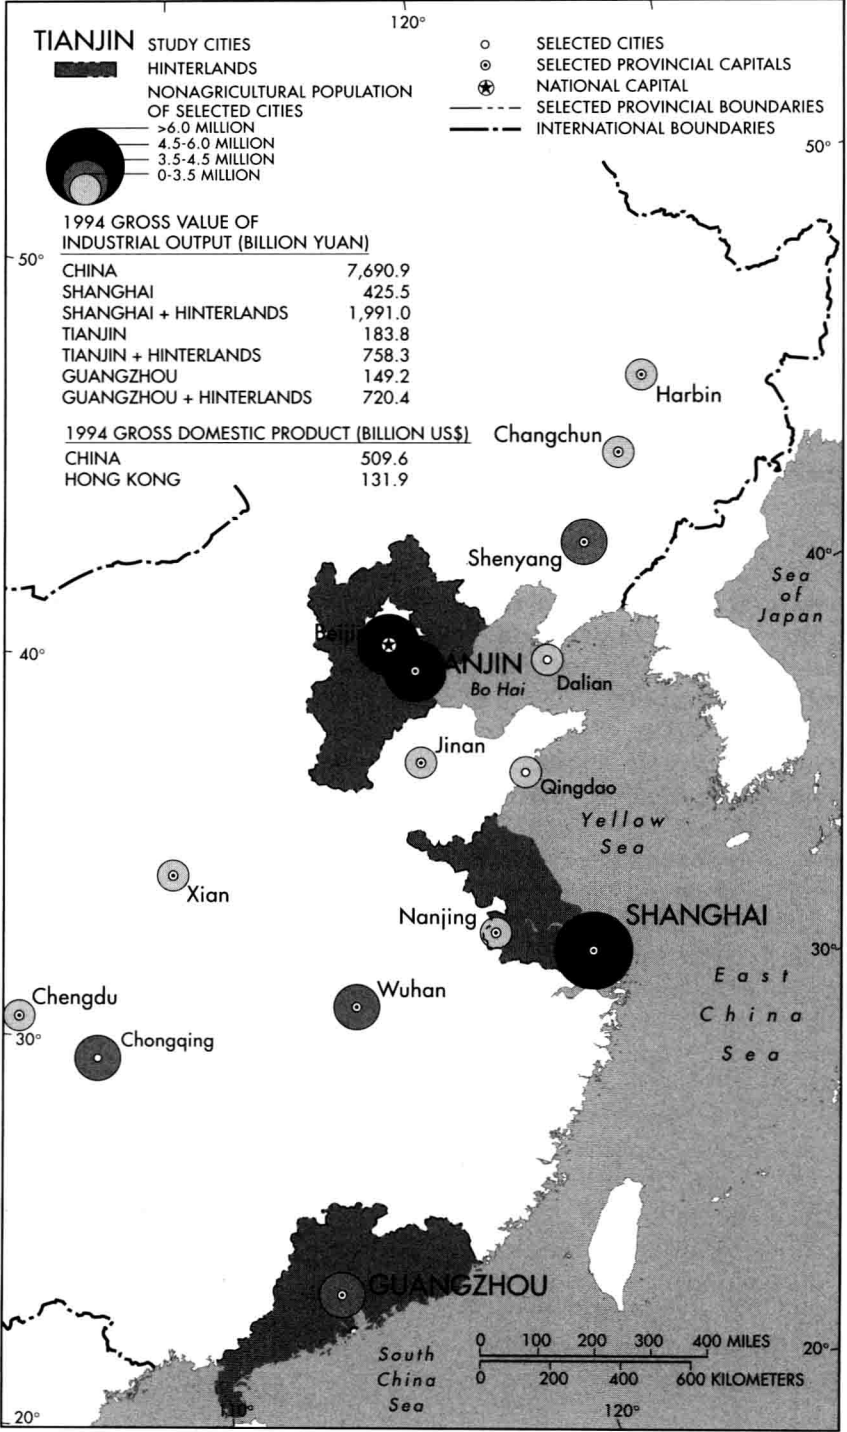 120°
TIANJIN STUDY CITIES
HINTERLANDS
NONAGRICULTURAL POPULATION
OF SELECTED CITIES
>6.0 MILLION
4.5-6.0 MILLION
3.5-4.5 MILLION
0-3.5 MILLION
SELECTED CITIES
SELECTED PROVINCIAL CAPITALS
NATIONAL CAPITAL
SELECTED PROVINCIAL BOUNDARIES
INTERNATIONAL BOUNDARIES
50°
1994 GROSS VALUE OF
INDUSTRIAL OUTPUT (BILLION YUAN)
50°
CHINA 7,690.9
SHANGHAI 425.5
SHANGHAI + HINTERLANDS 1,991.0
TIANJIN 183.8
TIANJIN + HINTERLANDS 758.3
GUANGZHOU 149.2
GUANGZHOU + HINTERLANDS 720.4
1994 GROSS DOMESTIC PRODUCT (BILLION US$)
CHINA 509.6
HONG KONG 131.9
Harbin
Changchun
Shenyang
40°
Sea
of
Japan
Beiji
40°
ANJIN
Bo Hai
Dalian
Jinan
Qingdao
Yellow
Sea
Xian
Nanjing
SHANGHAI
30°
East
China
Sea
Chengdu
Wuhan
30°
Chongqing
GUANGZHOU
South
China
Sea
0 100 200 300 400 MILES
0 200 400 600 KILOMETERS
20°
20°
110°
120°